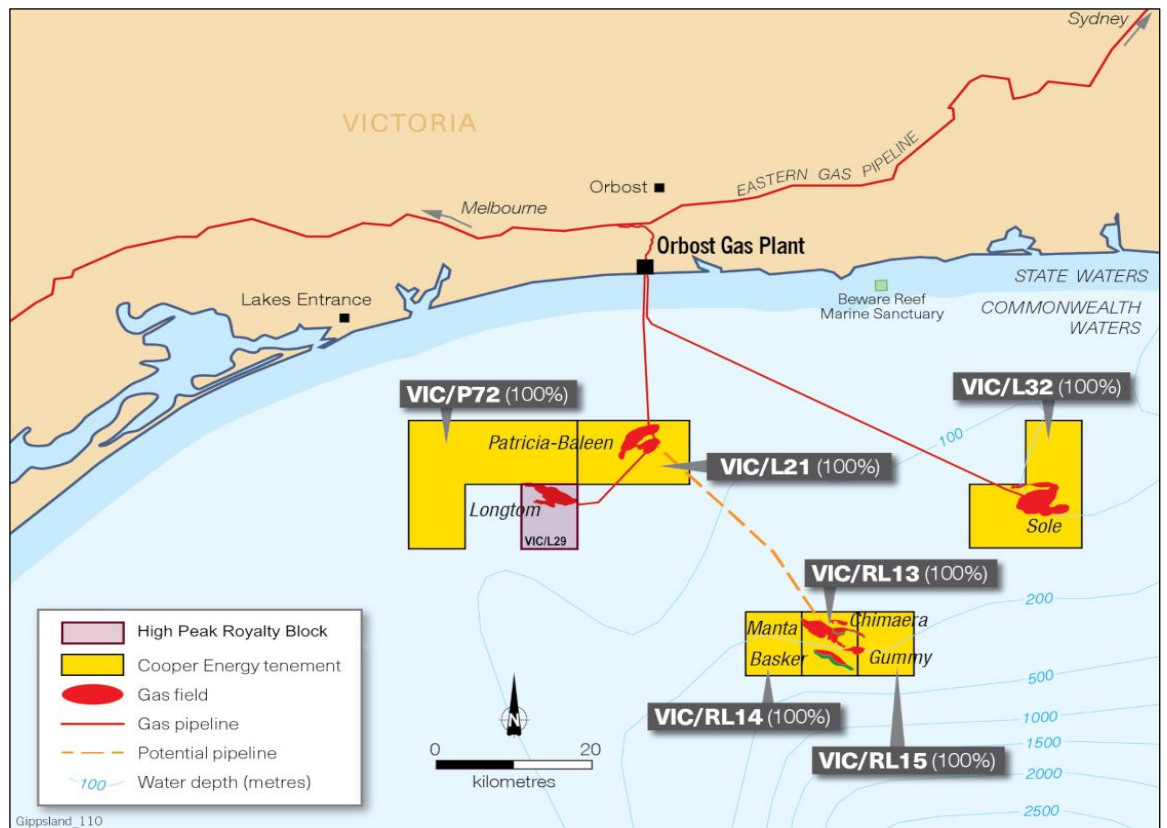 Sydney
VICTORIA
EASTERN GAS PIPELINE
Orbost
Melbourne
Orbost Gas Plant
Lakes Entrance
STATE WATERS
Beware Reef
Marine Sanctuary
COMMONWEALTH
WATERS
VIC/P72 (100%)
VIC/L32 (100%)
100
Patricia-Baleen
VIC/L21 (100%)
Longtom
VIC/L29
Sole
VIC/RL13 (100%)
200
Manta
Chimaera
Basker
Gummy
500
VIC/RL14 (100%)
1000
1500
VIC/RL15 (100%)
2000
2500
High Peak Royalty Block
Cooper Energy tenement
Gas field
Gas pipeline
Potential pipeline
100 Water depth (metres)
N
0 20
kilometres
Gippsland_110